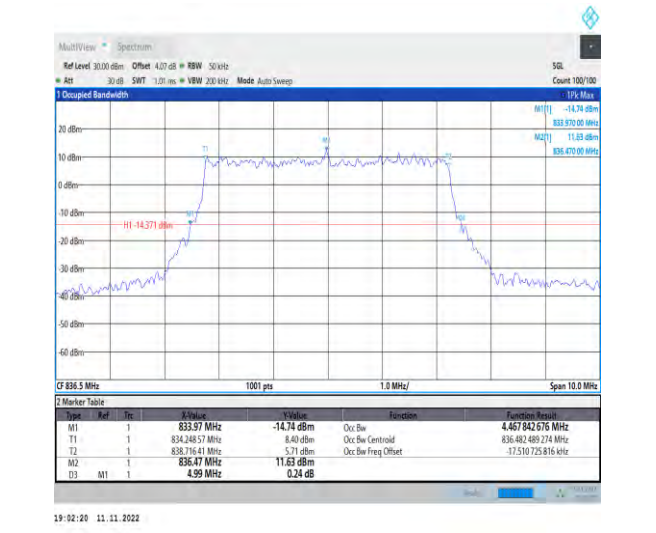 MultiView Spectrum
Ref Level 30.00 dBm Offset 4.07 dB RBW 50 kHz SGL
Att 30 dB SWT 1.01 ms VBW 200 kHz Mode Auto Sweep Count 100/100
1 Occupied Bandwidth 1Pk Max
M1[1] -14.74 dBm
833.970 00 MHz
M2[1] 11.63 dBm
836.470 00 MHz
20 dBm
M2
T1
T2
10 dBm
0 dBm
-10 dBm
M1
H1 -14.371 dBm
-20 dBm
-30 dBm
-40 dBm
-50 dBm
-60 dBm
CF 836.5 MHz 1001 pts 1.0 MHz/ Span 10.0 MHz
2 Marker Table
Type Ref Trc X-Value Y-Value Function Function Result
M1 1 833.97 MHz -14.74 dBm Occ Bw 4.467 842 676 MHz
T1 1 834.248 57 MHz 8.40 dBm Occ Bw Centroid 836.482 489 274 MHz
T2 1 838.716 41 MHz 5.71 dBm Occ Bw Freq Offset -17.510 725 816 kHz
M2 1 836.47 MHz 11.63 dBm
D3 M1 1 4.99 MHz 0.24 dB
19:02:20 11.11.2022